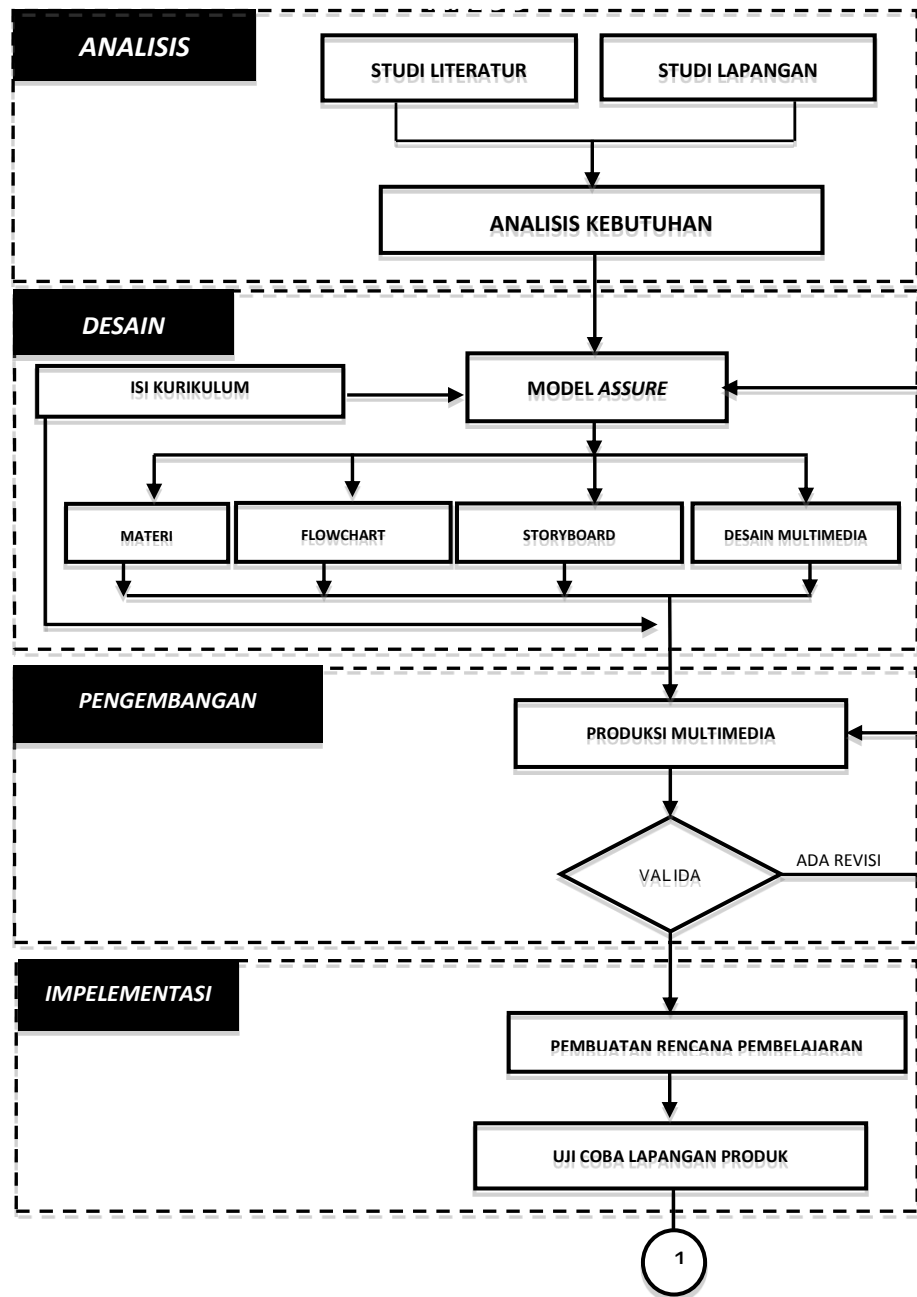 ANALISIS
STUDI LITERATUR
STUDI LAPANGAN
ANALISIS KEBUTUHAN
DESAIN
ISI KURIKULUM
MODEL ASSURE
MATERI
FLOWCHART
STORYBOARD
DESAIN MULTIMEDIA
PENGEMBANGAN
PRODUKSI MULTIMEDIA
VALIDA
ADA REVISI
IMPELEMENTASI
PEMBUATAN RENCANA PEMBELAJARAN
UJI COBA LAPANGAN PRODUK
1